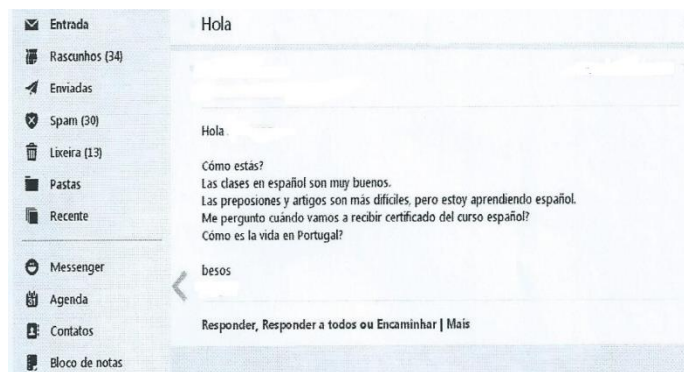 Entrada
Rascunhos (34)
Enviadas
Spam (30)
Lixeira (13)
Pastas
Recente
Messenger
Agenda
Contatos
Bloco de notas
Hola
Hola
Cómo estás?
Las clases en español son muy buenos.
Las preposiones y artigos son más difíciles, pero estoy aprendiendo español.
Me pergunto cuándo vamos a recibir certificado del curso español?
Cómo es la vida en Portugal?
besos
Responder, Responder a todos ou Encaminhar | Mais